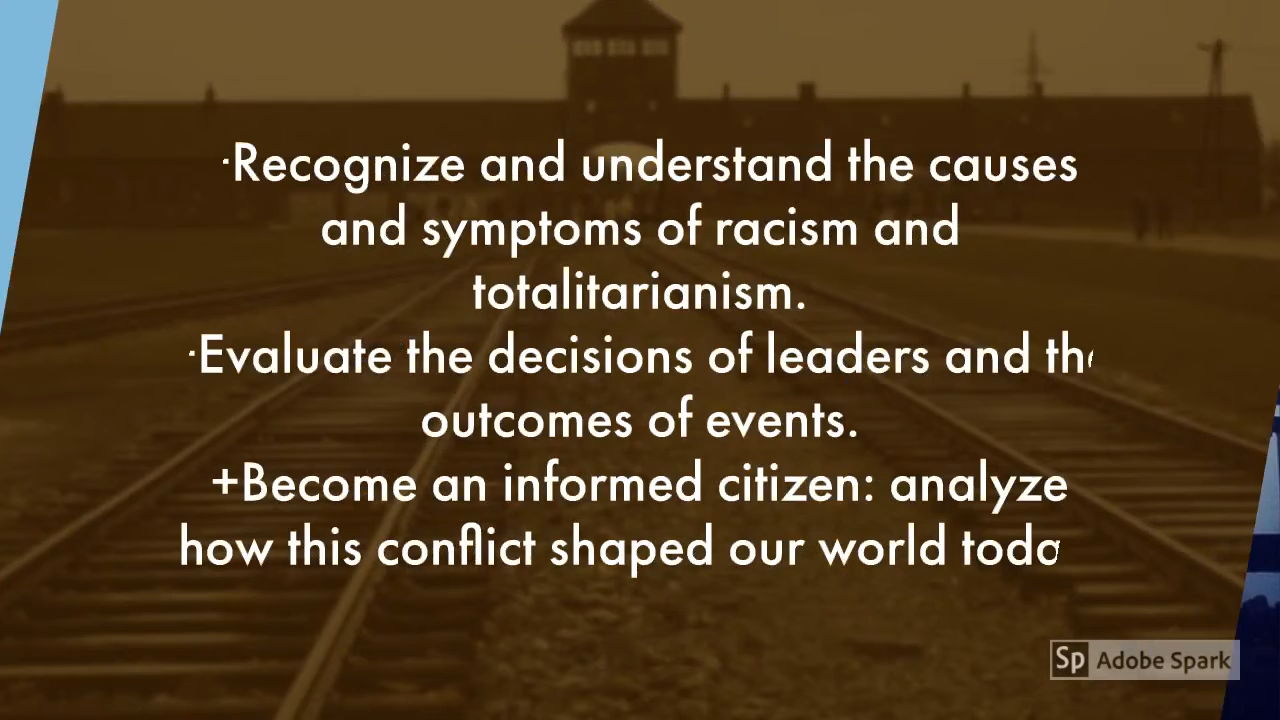 ·Recognize and understand the causes
and symptoms of racism and
totalitarianism.
·Evaluate the decisions of leaders and the
outcomes of events.
+Become an informed citizen: analyze
how this conflict shaped our world toda
Sp Adobe Spark